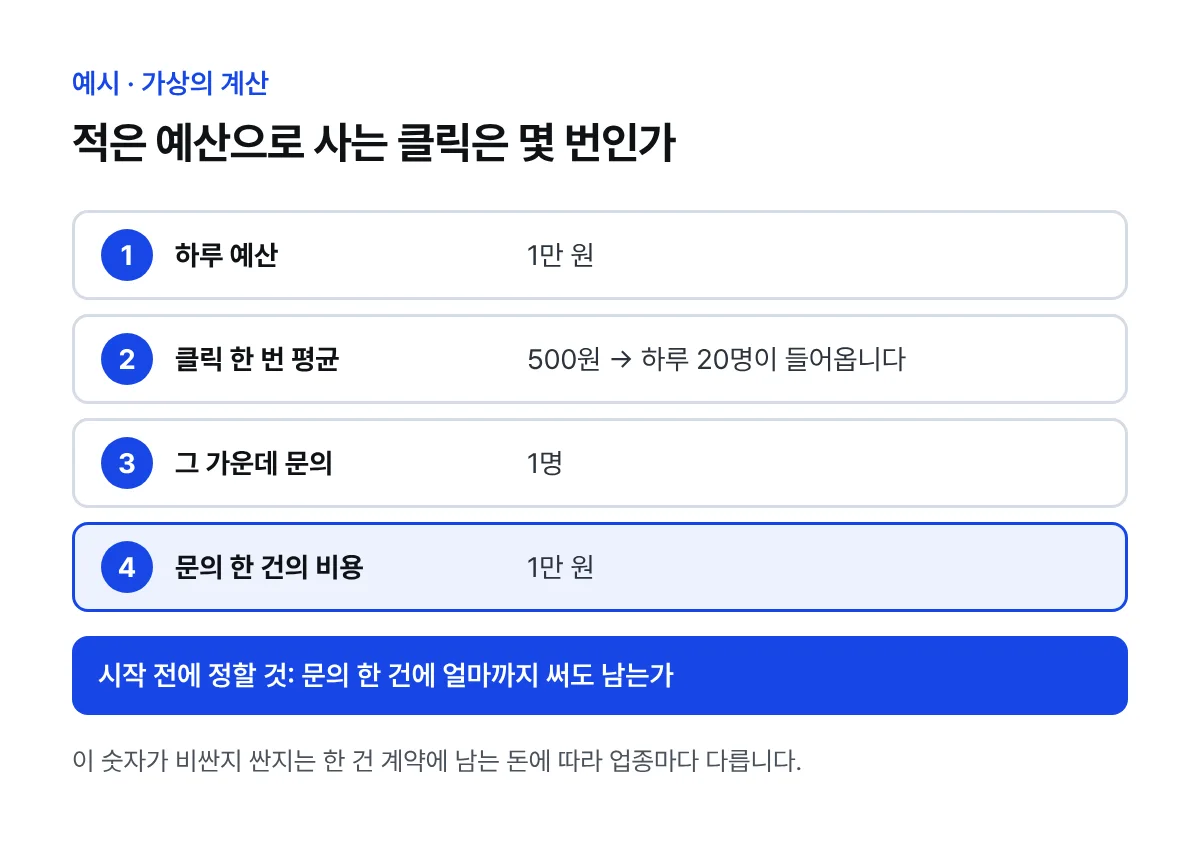 예시 · 가상의 계산
적은 예산으로 사는 클릭은 몇 번인가
1 하루 예산 1만 원
2 클릭 한 번 평균 500원 → 하루 20명이 들어옵니다
3 그 가운데 문의 1명
4 문의 한 건의 비용 1만 원
시작 전에 정할 것: 문의 한 건에 얼마까지 써도 남는가
이 숫자가 비싼지 싼지는 한 건 계약에 남는 돈에 따라 업종마다 다릅니다.